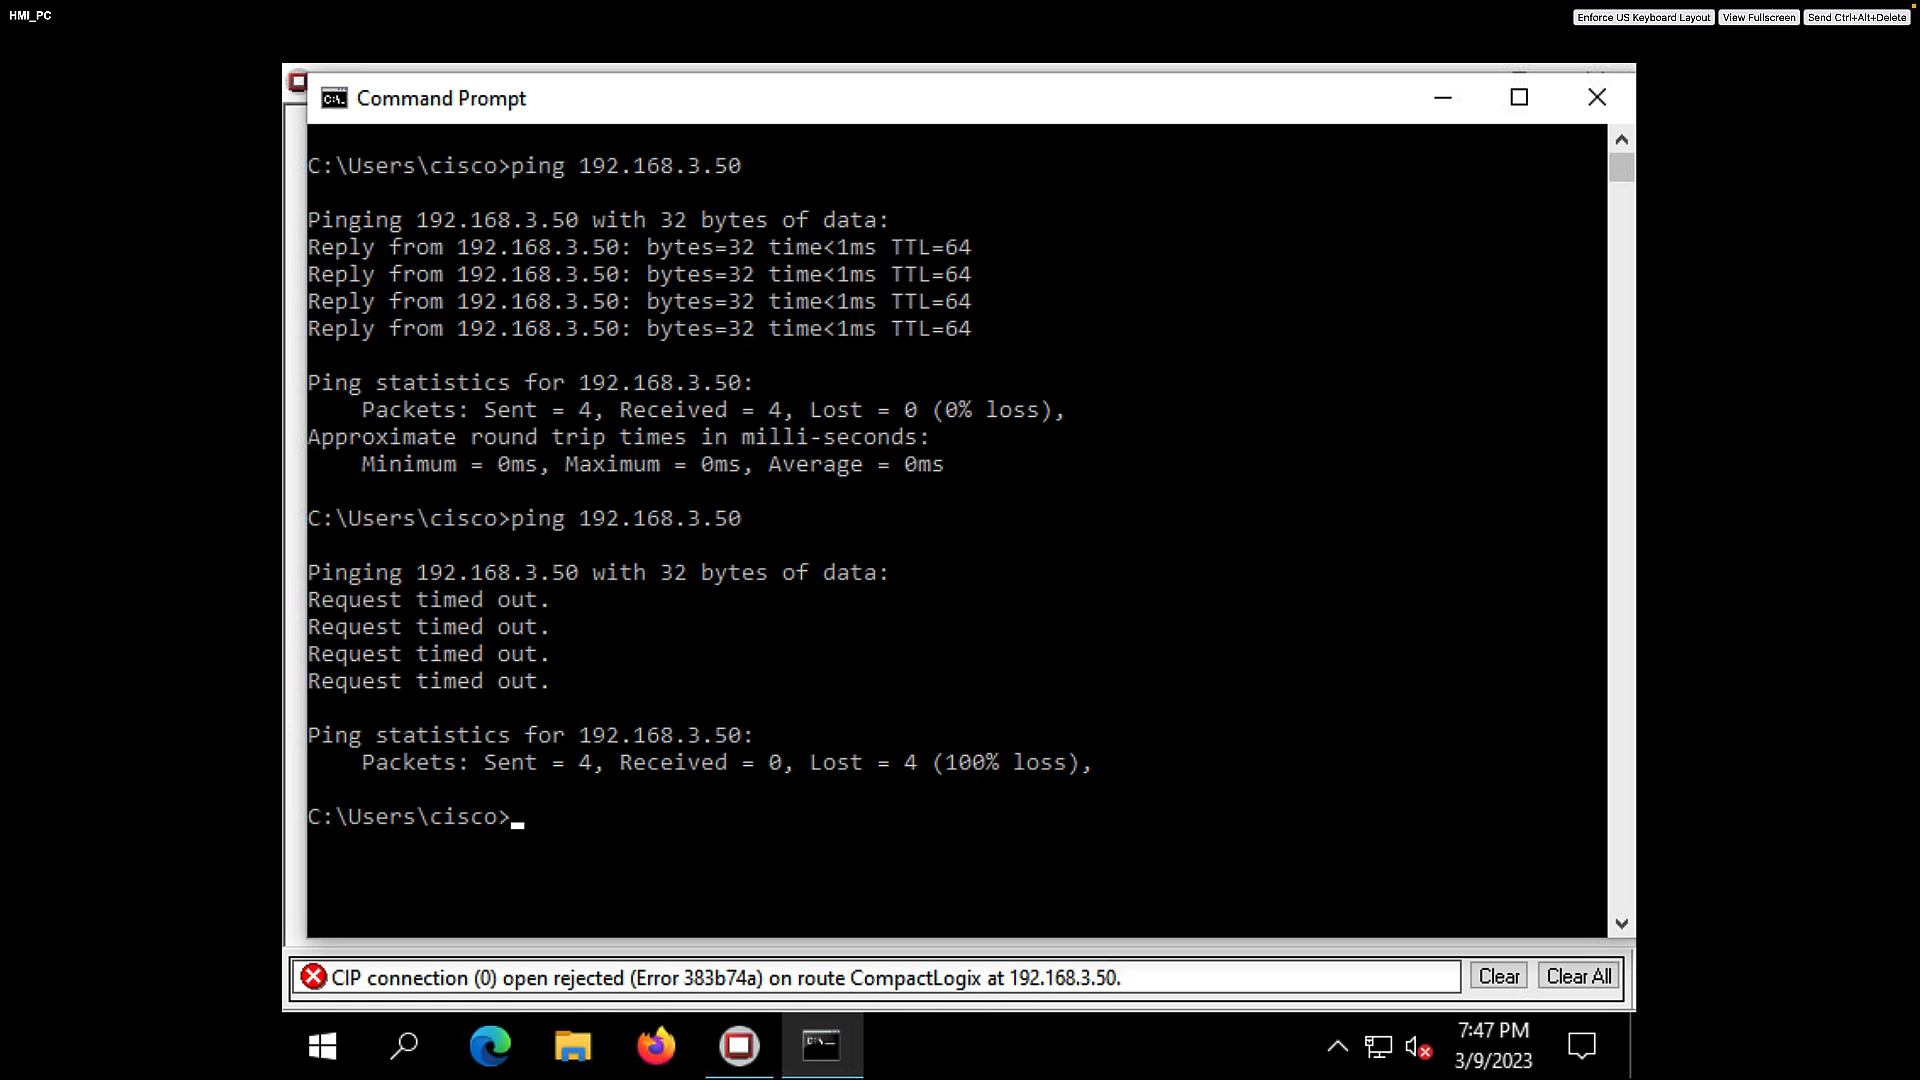 HMI_PC
Enforce US Keyboard Layout View Fullscreen Send Ctrl+Alt+Delete
Command Prompt
C:\Users\cisco>ping 192.168.3.50
Pinging 192.168.3.50 with 32 bytes of data:
Reply from 192.168.3.50: bytes=32 time<1ms TTL=64
Reply from 192.168.3.50: bytes=32 time<1ms TTL=64
Reply from 192.168.3.50: bytes=32 time<1ms TTL=64
Reply from 192.168.3.50: bytes=32 time<1ms TTL=64
Ping statistics for 192.168.3.50:
    Packets: Sent = 4, Received = 4, Lost = 0 (0% loss),
Approximate round trip times in milli-seconds:
    Minimum = 0ms, Maximum = 0ms, Average = 0ms
C:\Users\cisco>ping 192.168.3.50
Pinging 192.168.3.50 with 32 bytes of data:
Request timed out.
Request timed out.
Request timed out.
Request timed out.
Ping statistics for 192.168.3.50:
    Packets: Sent = 4, Received = 0, Lost = 4 (100% loss),
C:\Users\cisco>
CIP connection (0) open rejected (Error 383b74a) on route CompactLogix at 192.168.3.50. Clear Clear All
7:47 PM
3/9/2023